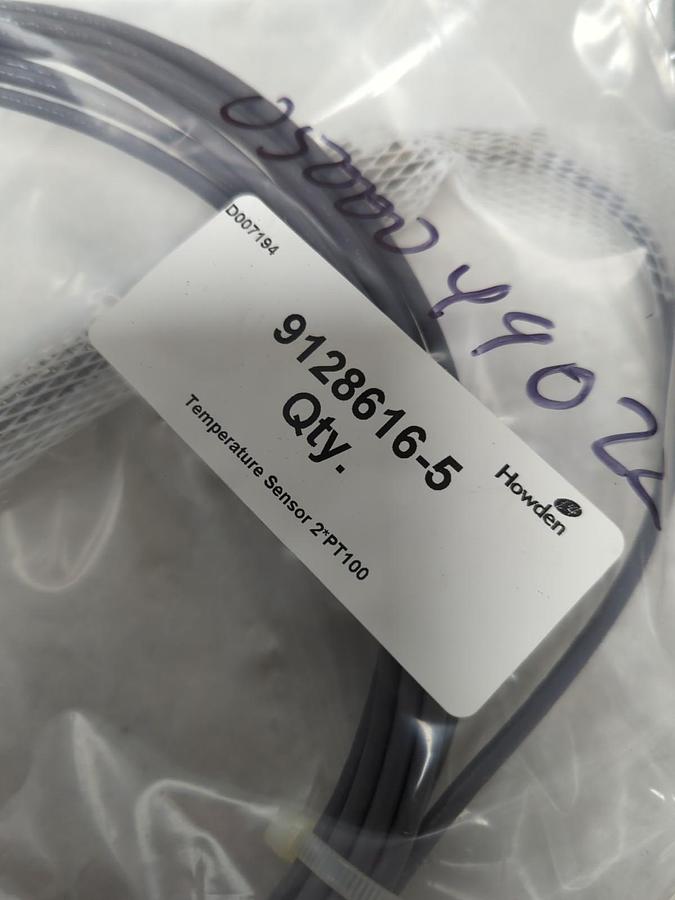 D007194
9128616-5
Qty.
Temperature Sensor 2*PT100
Howden